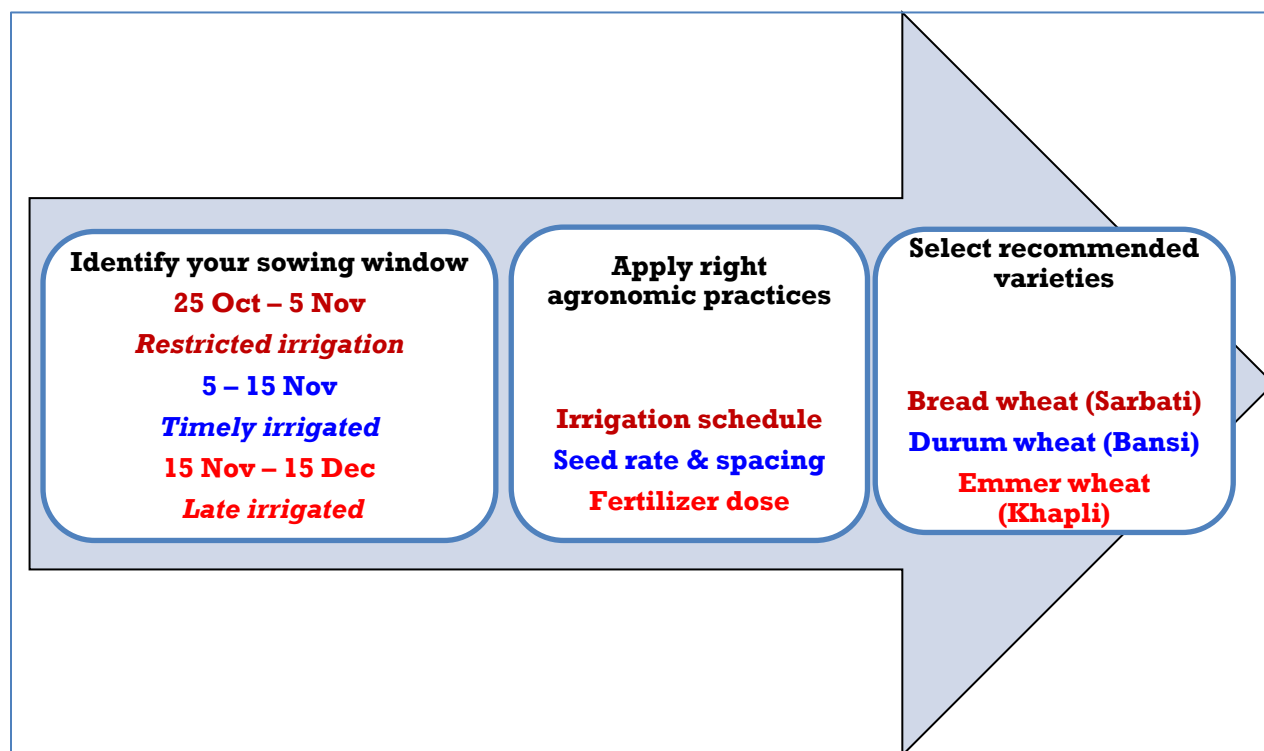 Identify your sowing window
25 Oct – 5 Nov
Restricted irrigation
5 – 15 Nov
Timely irrigated
15 Nov – 15 Dec
Late irrigated
Apply right
agronomic practices
Irrigation schedule
Seed rate & spacing
Fertilizer dose
Select recommended
varieties
Bread wheat (Sarbati)
Durum wheat (Bansi)
Emmer wheat
(Khapli)